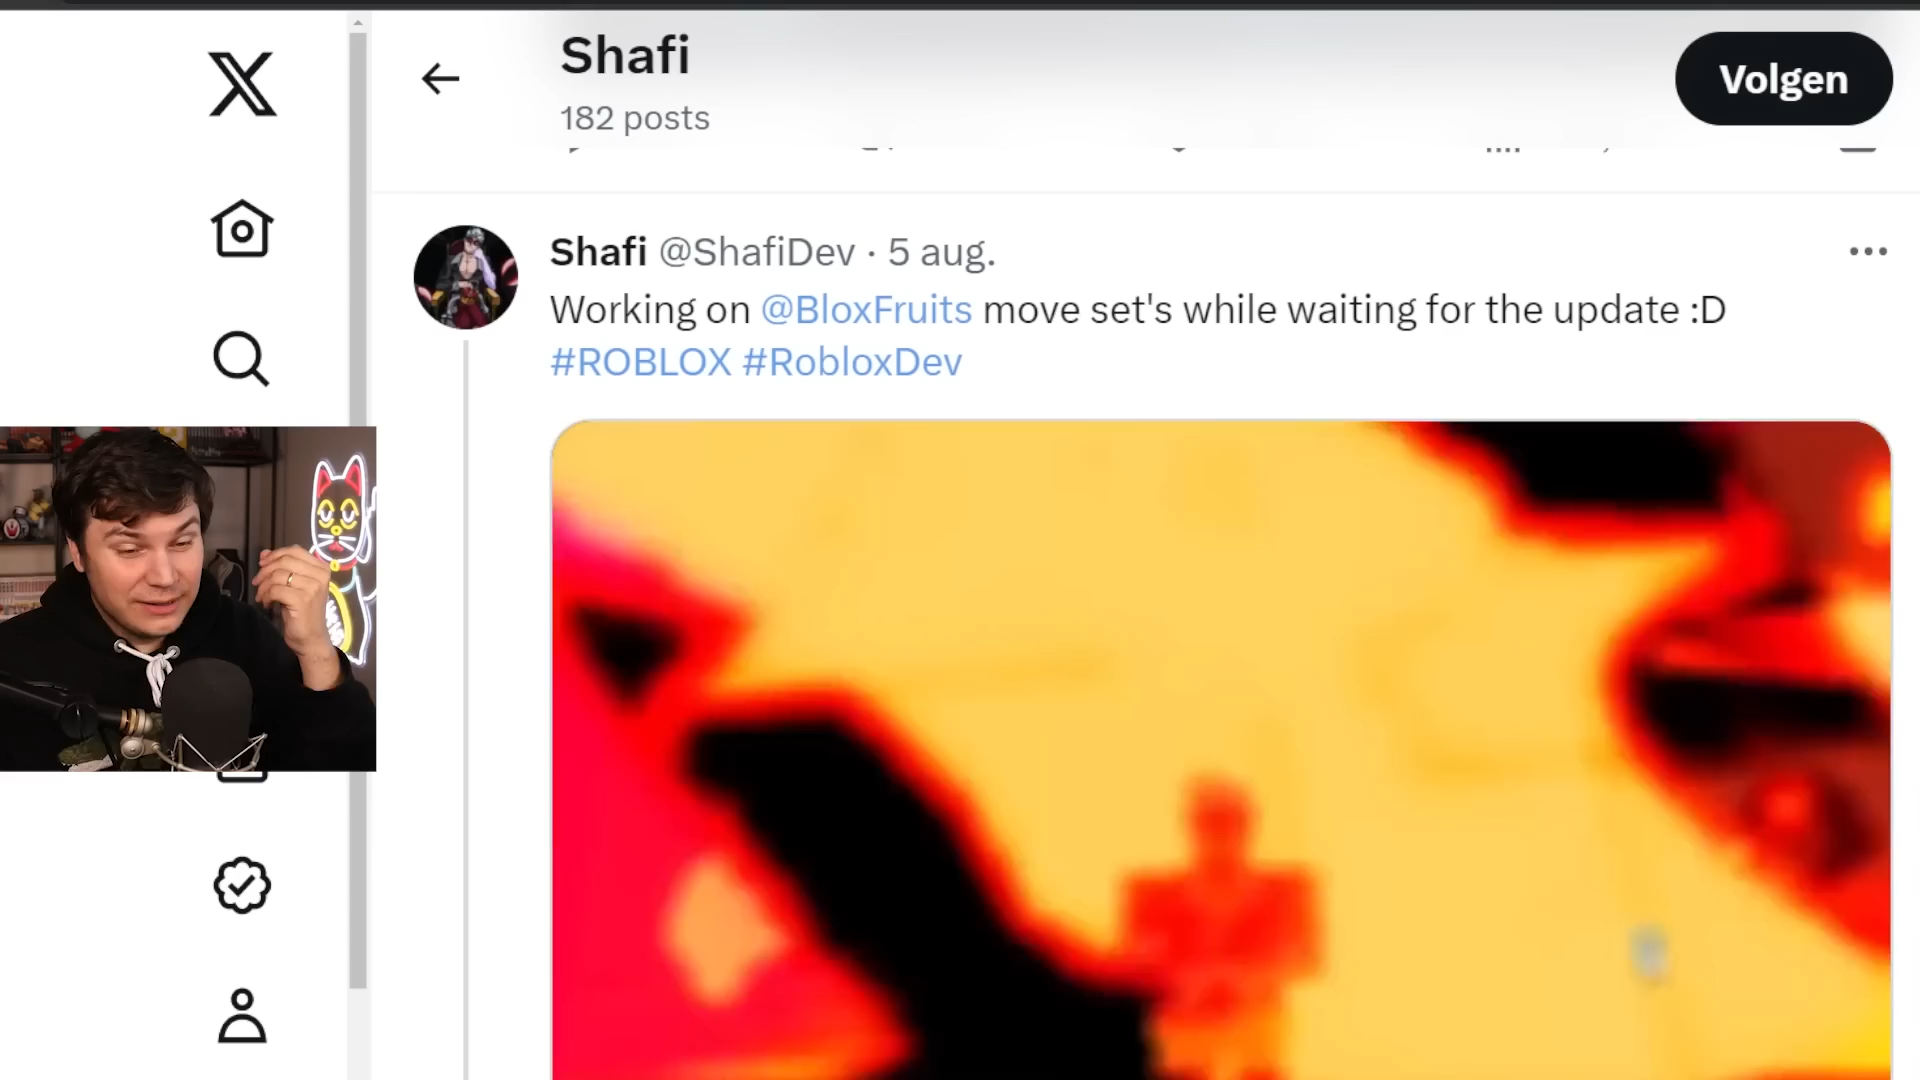 Shafi
182 posts
Volgen
Shafi @ShafiDev · 5 aug.
Working on @BloxFruits move set's while waiting for the update :D
#ROBLOX #RobloxDev